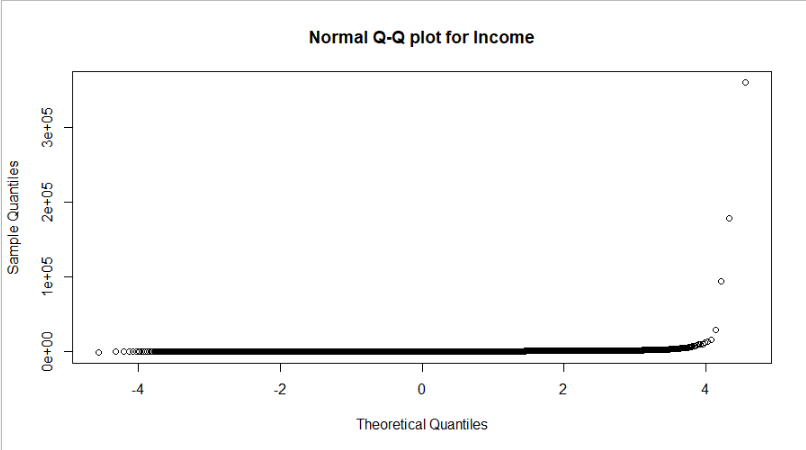 Normal Q-Q plot for Income
Sample Quantiles
3e+05
2e+05
1e+05
0e+00
-4 -2 0 2 4
Theoretical Quantiles